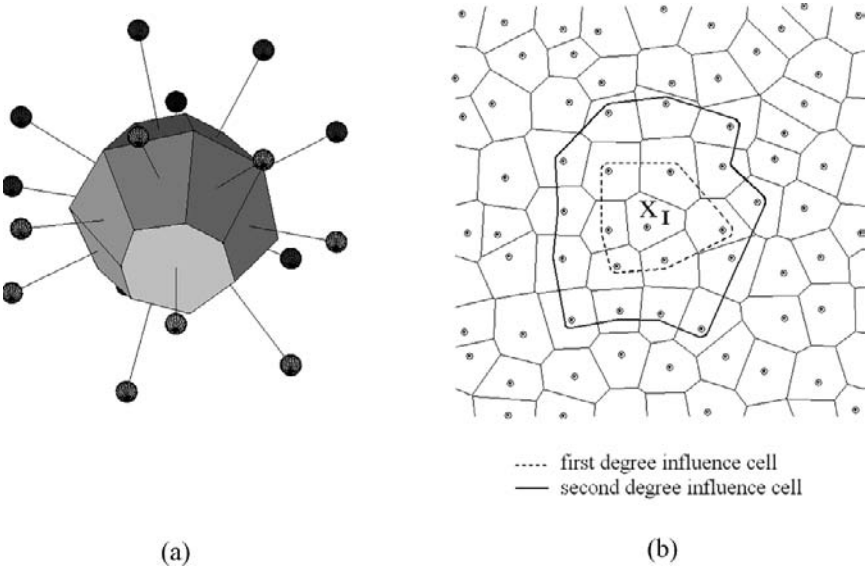 X_I
first degree influence cell
second degree influence cell
(a)
(b)